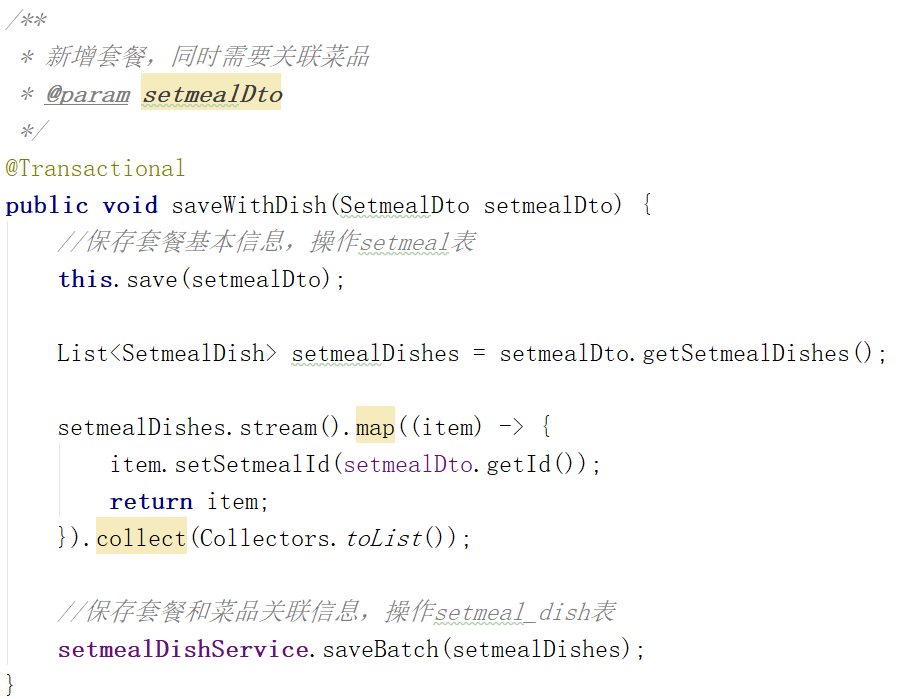 /**
 * 新增套餐，同时需要关联菜品
 * @param setmealDto
 */
@Transactional
public void saveWithDish(SetmealDto setmealDto) {
    //保存套餐基本信息，操作setmeal表
    this.save(setmealDto);

    List<SetmealDish> setmealDishes = setmealDto.getSetmealDishes();

    setmealDishes.stream().map((item) -> {
        item.setSetmealId(setmealDto.getId());
        return item;
    }).collect(Collectors.toList());

    //保存套餐和菜品关联信息，操作setmeal_dish表
    setmealDishService.saveBatch(setmealDishes);
}